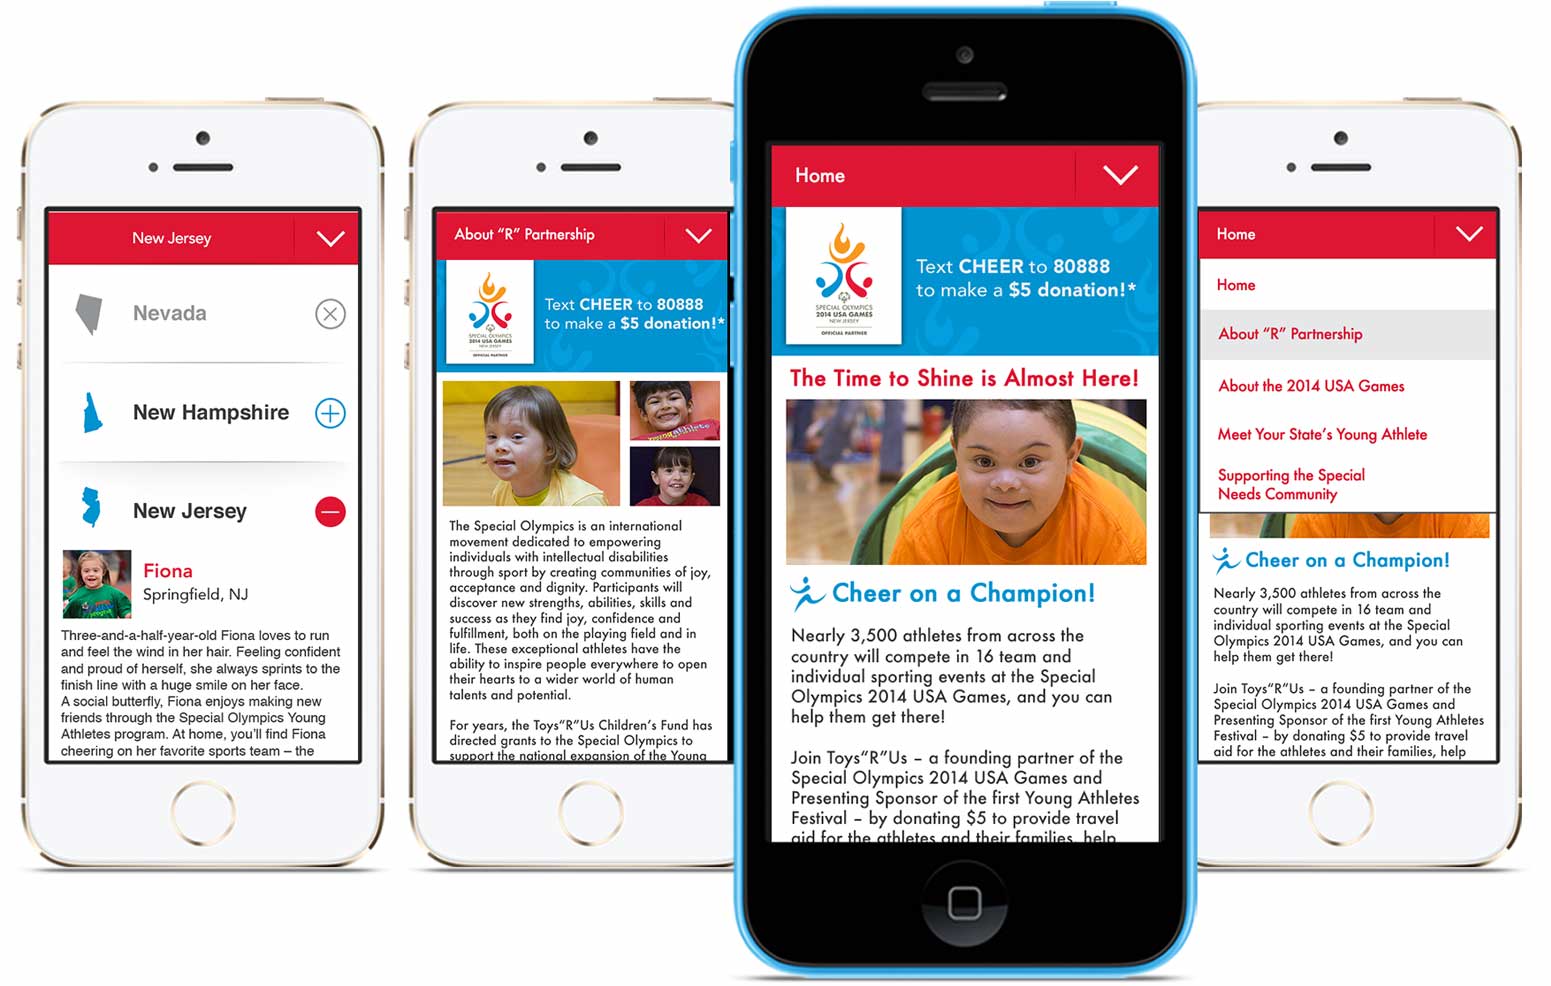 New Jersey
Nevada
New Hampshire
New Jersey
Fiona
Springfield, NJ
Three-and-a-half-year-old Fiona loves to run
and feel the wind in her hair. Feeling confident
and proud of herself, she always sprints to the
finish line with a huge smile on her face.
A social butterfly, Fiona enjoys making new
friends through the Special Olympics Young
Athletes program. At home, you'll find Fiona
cheering on her favorite sports team – the
About “R” Partnership
SPECIAL OLYMPICS
2014 USA GAMES
NEW JERSEY
OFFICIAL PARTNER
Text CHEER to 80888
to make a $5 donation!*
youngathlete
The Special Olympics is an international
movement dedicated to empowering
individuals with intellectual disabilities
through sport by creating communities of joy,
acceptance and dignity. Participants will
discover new strengths, abilities, skills and
success as they find joy, confidence and
fulfillment, both on the playing field and in
life. These exceptional athletes have the
ability to inspire people everywhere to open
their hearts to a wider world of human
talents and potential.
For years, the Toys“R”Us Children's Fund has
directed grants to the Special Olympics to
support the national expansion of the Young
Home
SPECIAL OLYMPICS
2014 USA GAMES
NEW JERSEY
OFFICIAL PARTNER
Text CHEER to 80888
to make a $5 donation!*
The Time to Shine is Almost Here!
Cheer on a Champion!
Nearly 3,500 athletes from across the
country will compete in 16 team and
individual sporting events at the Special
Olympics 2014 USA Games, and you can
help them get there!
Join Toys“R”Us – a founding partner of the
Special Olympics 2014 USA Games and
Presenting Sponsor of the first Young Athletes
Festival – by donating $5 to provide travel
aid for the athletes and their families, help
Home
Home
About “R” Partnership
About the 2014 USA Games
Meet Your State's Young Athlete
Supporting the Special
Needs Community
Cheer on a Champion!
Nearly 3,500 athletes from across the
country will compete in 16 team and
individual sporting events at the Special
Olympics 2014 USA Games, and you can
help them get there!
Join Toys“R”Us – a founding partner of the
Special Olympics 2014 USA Games and
Presenting Sponsor of the first Young Athletes
Festival – by donating $5 to provide travel
aid for the athletes and their families, help